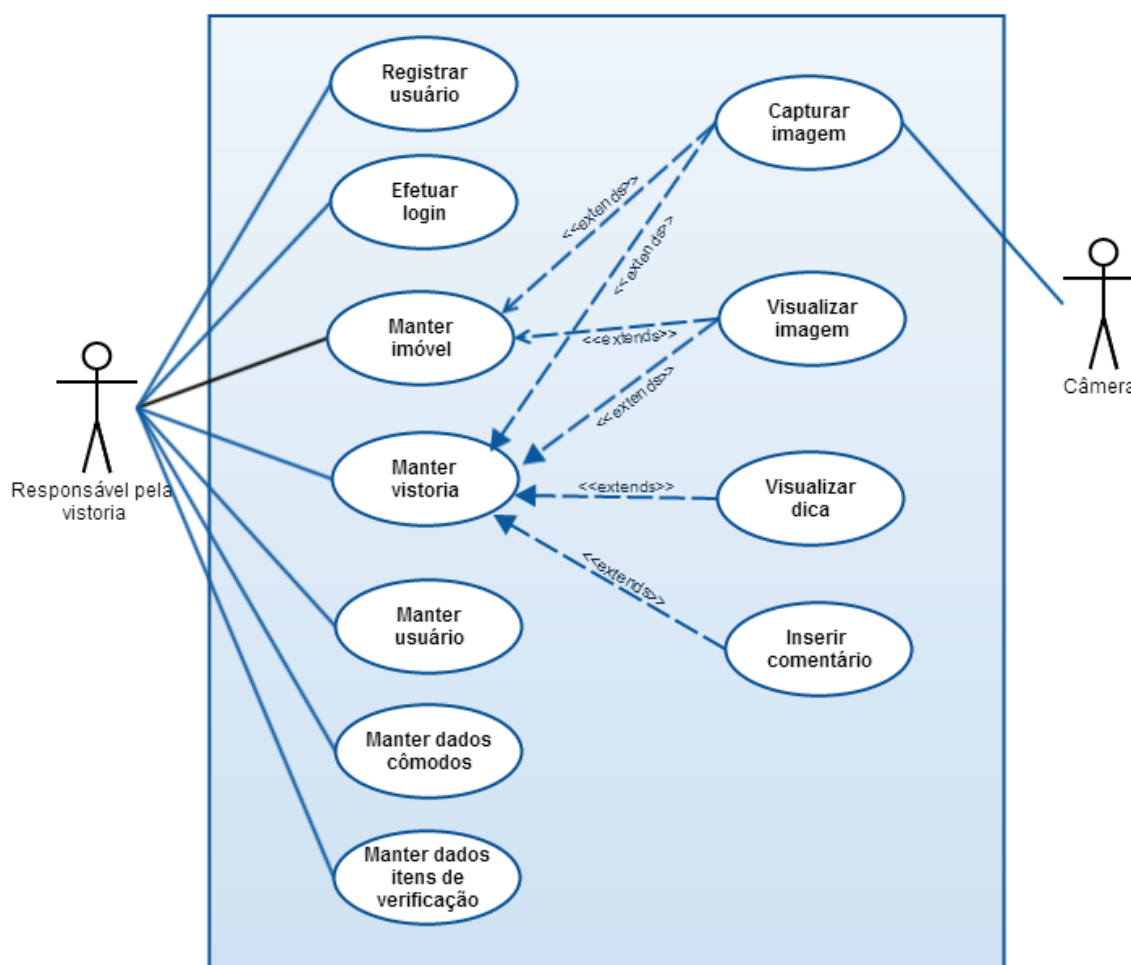 Registrar
usuário
Capturar
imagem
Efetuar
login
<<extends>>
<<extends>>
Manter
imóvel
Visualizar
imagem
<<extends>>
<<extends>>
Câmera
Responsável pela
vistoria
Manter
vistoria
<<extends>>
Visualizar
dica
<<extends>>
Manter
usuário
Inserir
comentário
Manter dados
cômodos
Manter dados
itens de
verificação